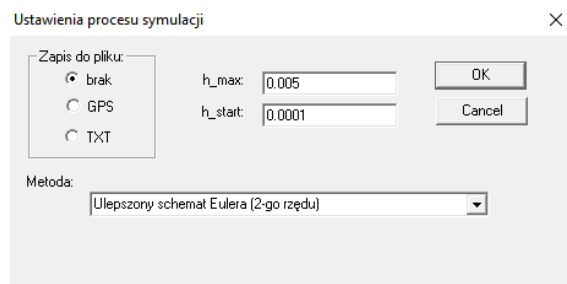 Ustawienia procesu symulacji
Zapis do pliku:
brak
GPS
TXT
h_max: 0.005
h_start: 0.0001
OK
Cancel
Metoda:
Ulepszony schemat Eulera (2-go rzędu)